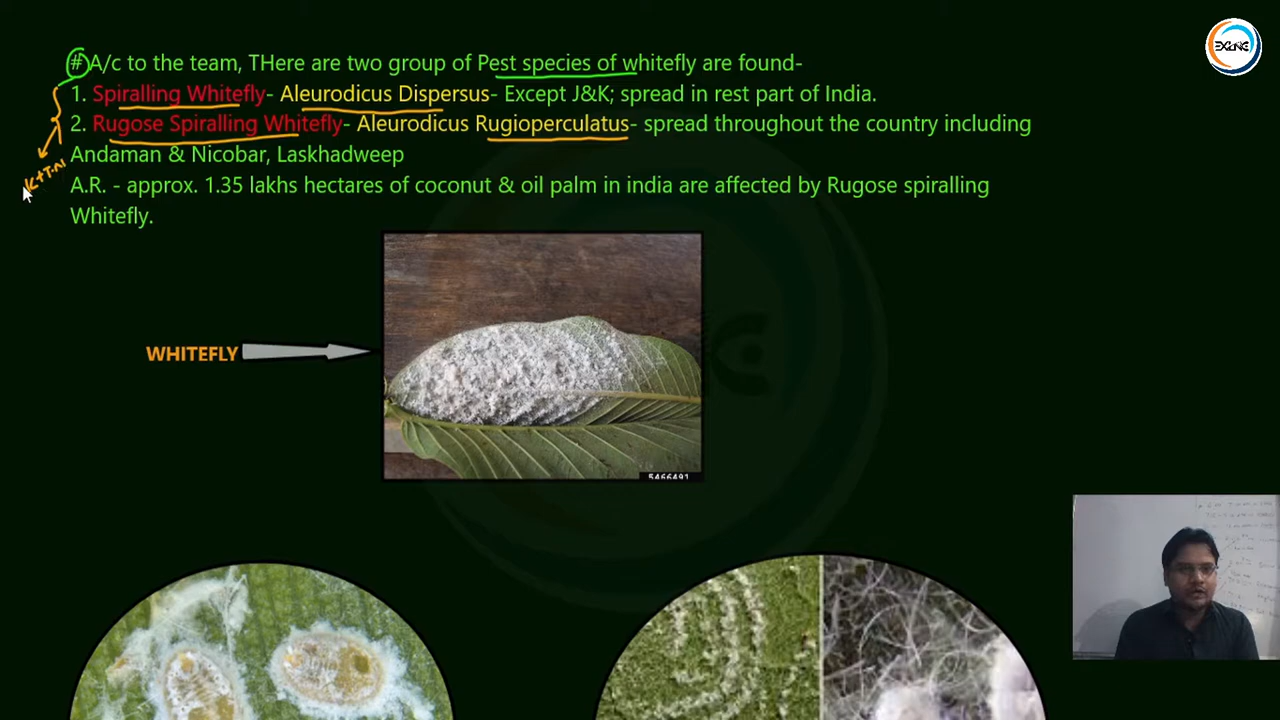 EXONC
# A/c to the team, THere are two group of Pest species of whitefly are found-
1. Spiralling Whitefly- Aleurodicus Dispersus- Except J&K; spread in rest part of India.
2. Rugose Spiralling Whitefly- Aleurodicus Rugioperculatus- spread throughout the country including
Andaman & Nicobar, Laskhadweep
K+T.N
A.R. - approx. 1.35 lakhs hectares of coconut & oil palm in india are affected by Rugose spiralling
Whitefly.
WHITEFLY
5466491